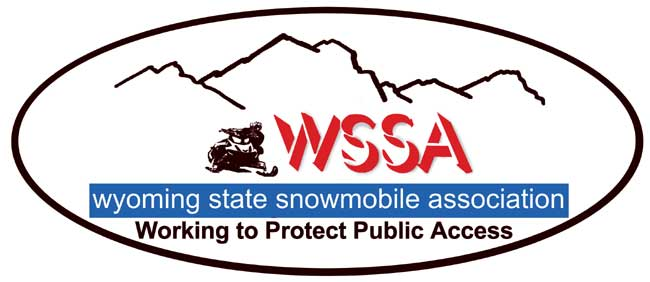 WSSA
wyoming state snowmobile association
Working to Protect Public Access